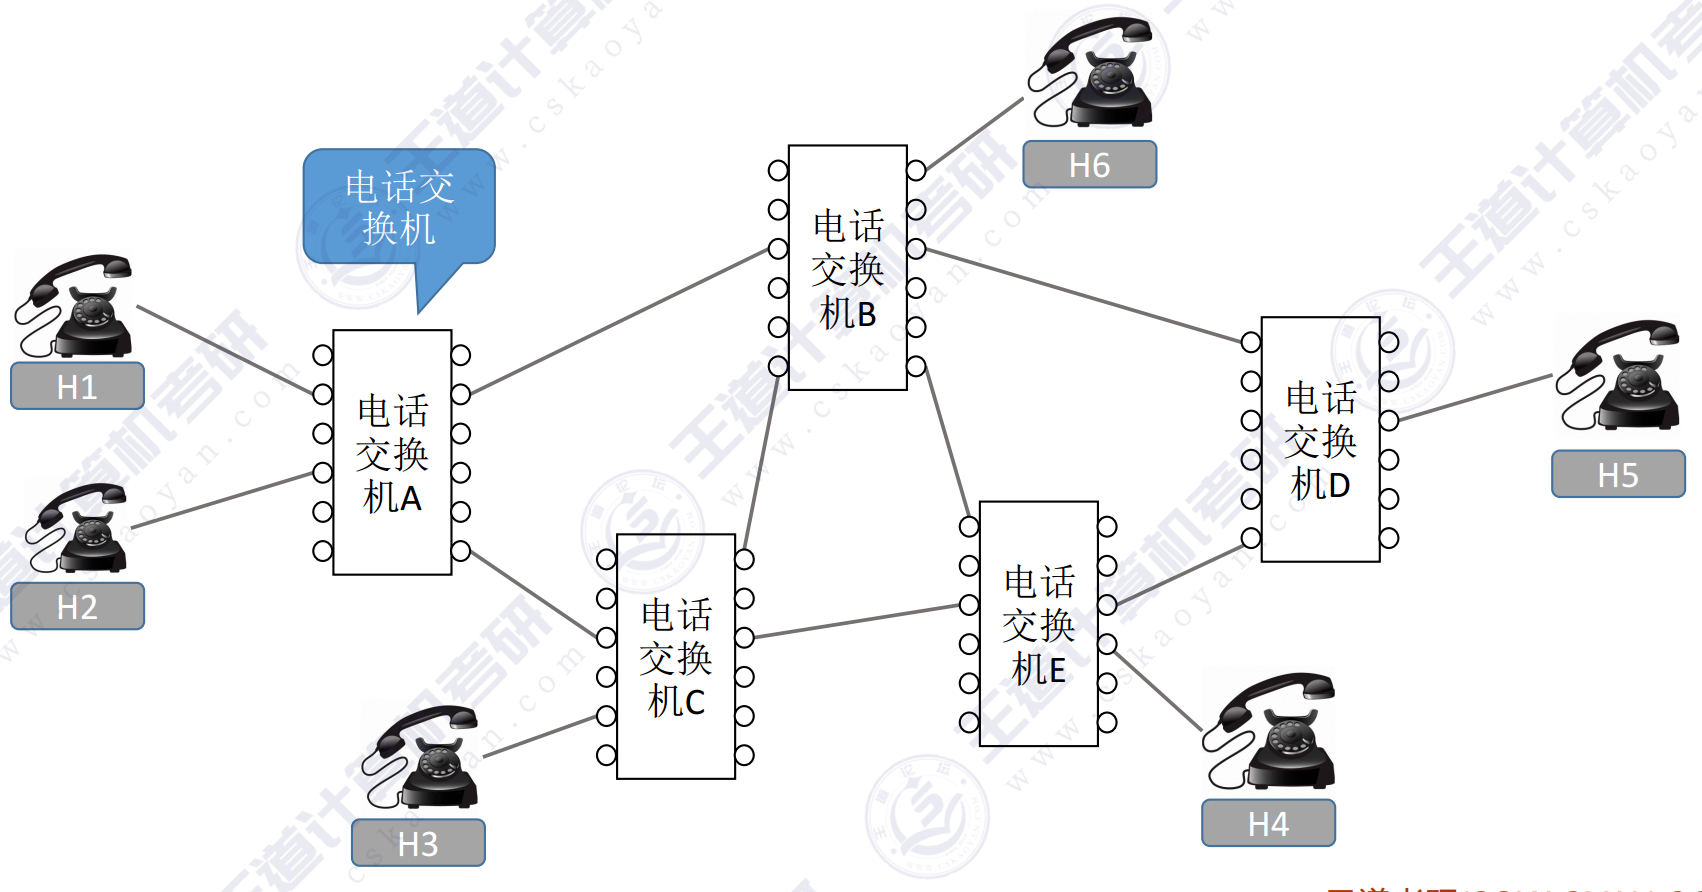 H6
电话交
换机
电话
交换
机B
H1
电话
交换
机A
电话
交换
机D
H5
H2
电话
交换
机C
电话
交换
机E
H3
H4
王道计算机考研
www.cskaoyan.com